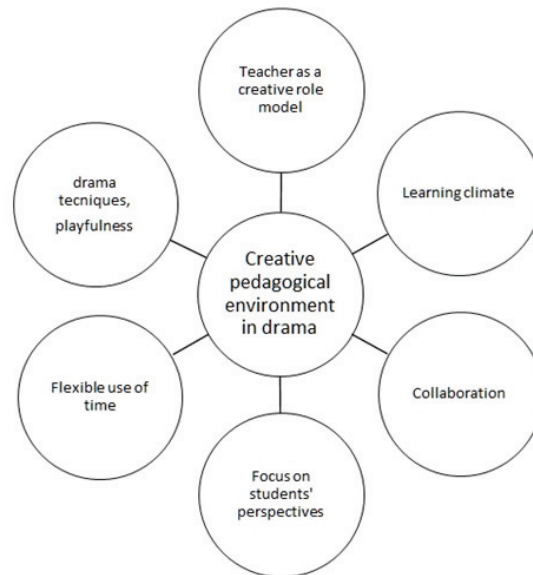 Teacher as a
creative role
model
drama
tecniques,
playfulness
Learning climate
Creative
pedagogical
environment
in drama
Flexible use of
time
Collaboration
Focus on
students'
perspectives